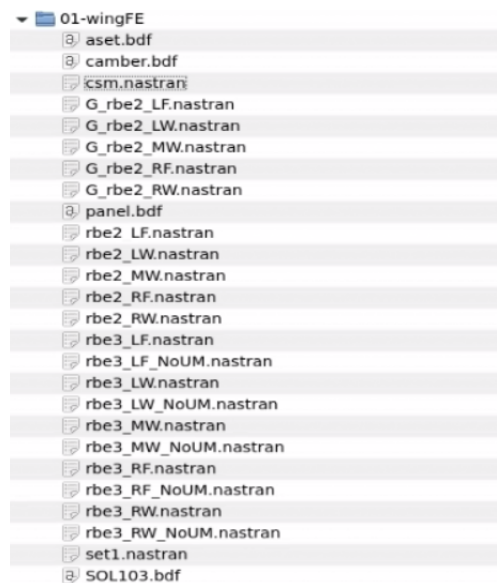 01-wingFE
aset.bdf
camber.bdf
csm.nastran
G_rbe2_LF.nastran
G_rbe2_LW.nastran
G_rbe2_MW.nastran
G_rbe2_RF.nastran
G_rbe2_RW.nastran
panel.bdf
rbe2_LF.nastran
rbe2_LW.nastran
rbe2_MW.nastran
rbe2_RF.nastran
rbe2_RW.nastran
rbe3_LF.nastran
rbe3_LF_NoUM.nastran
rbe3_LW.nastran
rbe3_LW_NoUM.nastran
rbe3_MW.nastran
rbe3_MW_NoUM.nastran
rbe3_RF.nastran
rbe3_RF_NoUM.nastran
rbe3_RW.nastran
rbe3_RW_NoUM.nastran
set1.nastran
SOL103.bdf